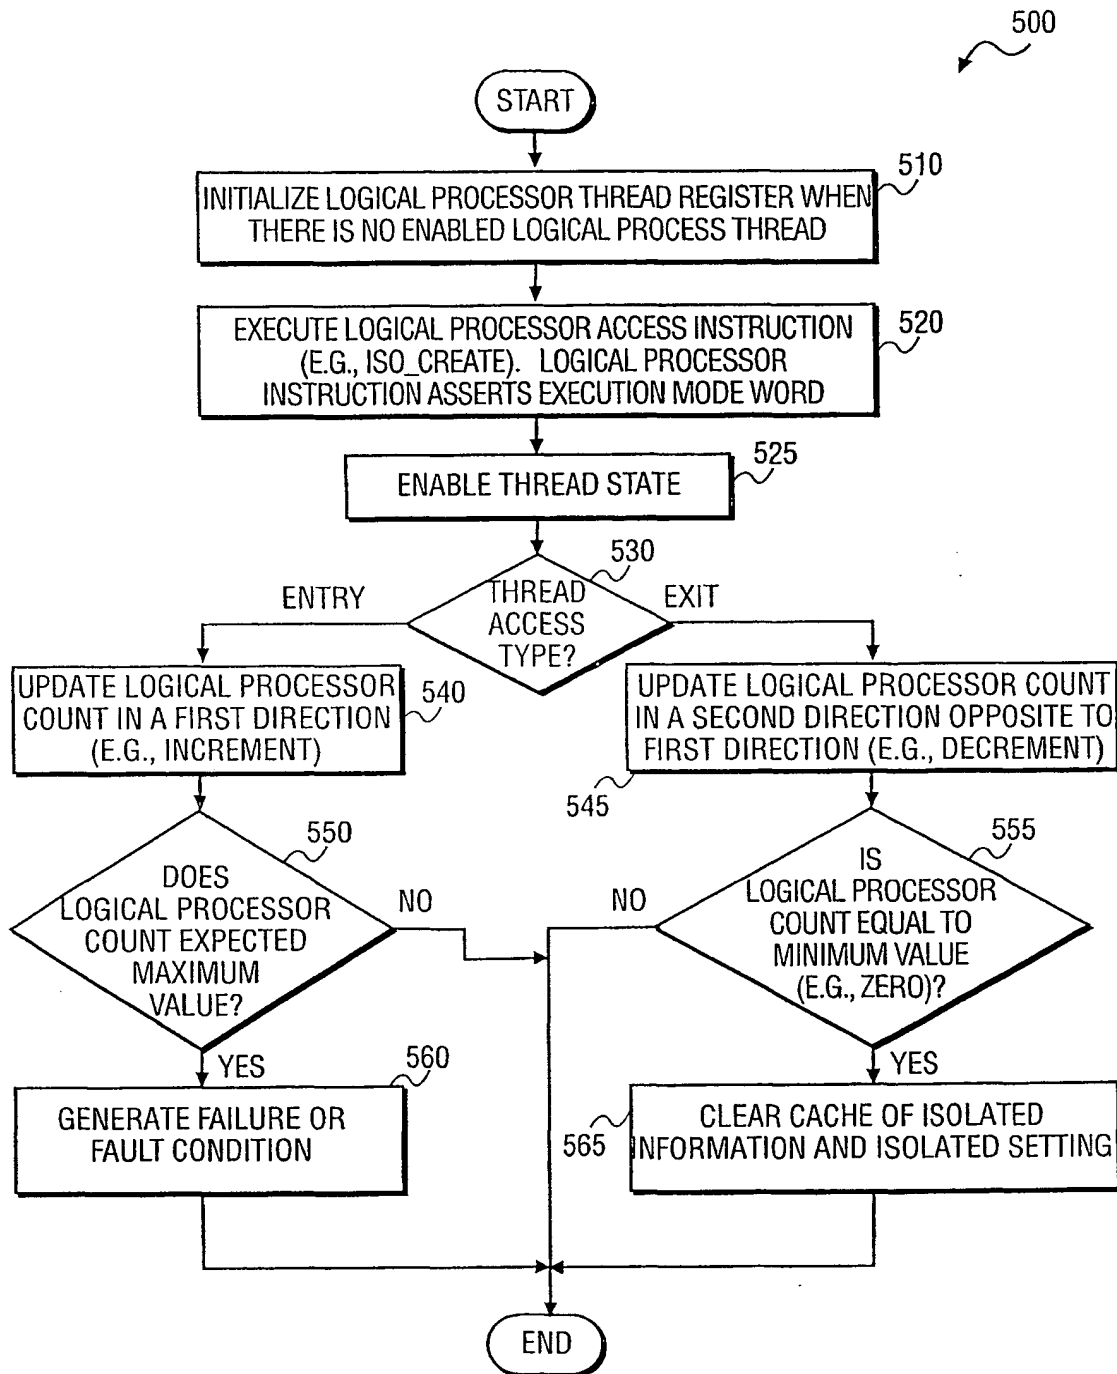 500
START
510
INITIALIZE LOGICAL PROCESSOR THREAD REGISTER WHEN
THERE IS NO ENABLED LOGICAL PROCESS THREAD
EXECUTE LOGICAL PROCESSOR ACCESS INSTRUCTION
(E.G., ISO_CREATE). LOGICAL PROCESSOR
INSTRUCTION ASSERTS EXECUTION MODE WORD
520
ENABLE THREAD STATE
525
530
THREAD
ACCESS
TYPE?
ENTRY
EXIT
UPDATE LOGICAL PROCESSOR
COUNT IN A FIRST DIRECTION
(E.G., INCREMENT)
540
UPDATE LOGICAL PROCESSOR COUNT
IN A SECOND DIRECTION OPPOSITE TO
FIRST DIRECTION (E.G., DECREMENT)
545
550
DOES
LOGICAL PROCESSOR
COUNT EXPECTED
MAXIMUM
VALUE?
NO
YES
555
IS
LOGICAL PROCESSOR
COUNT EQUAL TO
MINIMUM VALUE
(E.G., ZERO)?
NO
YES
560
GENERATE FAILURE OR
FAULT CONDITION
565
CLEAR CACHE OF ISOLATED
INFORMATION AND ISOLATED SETTING
END